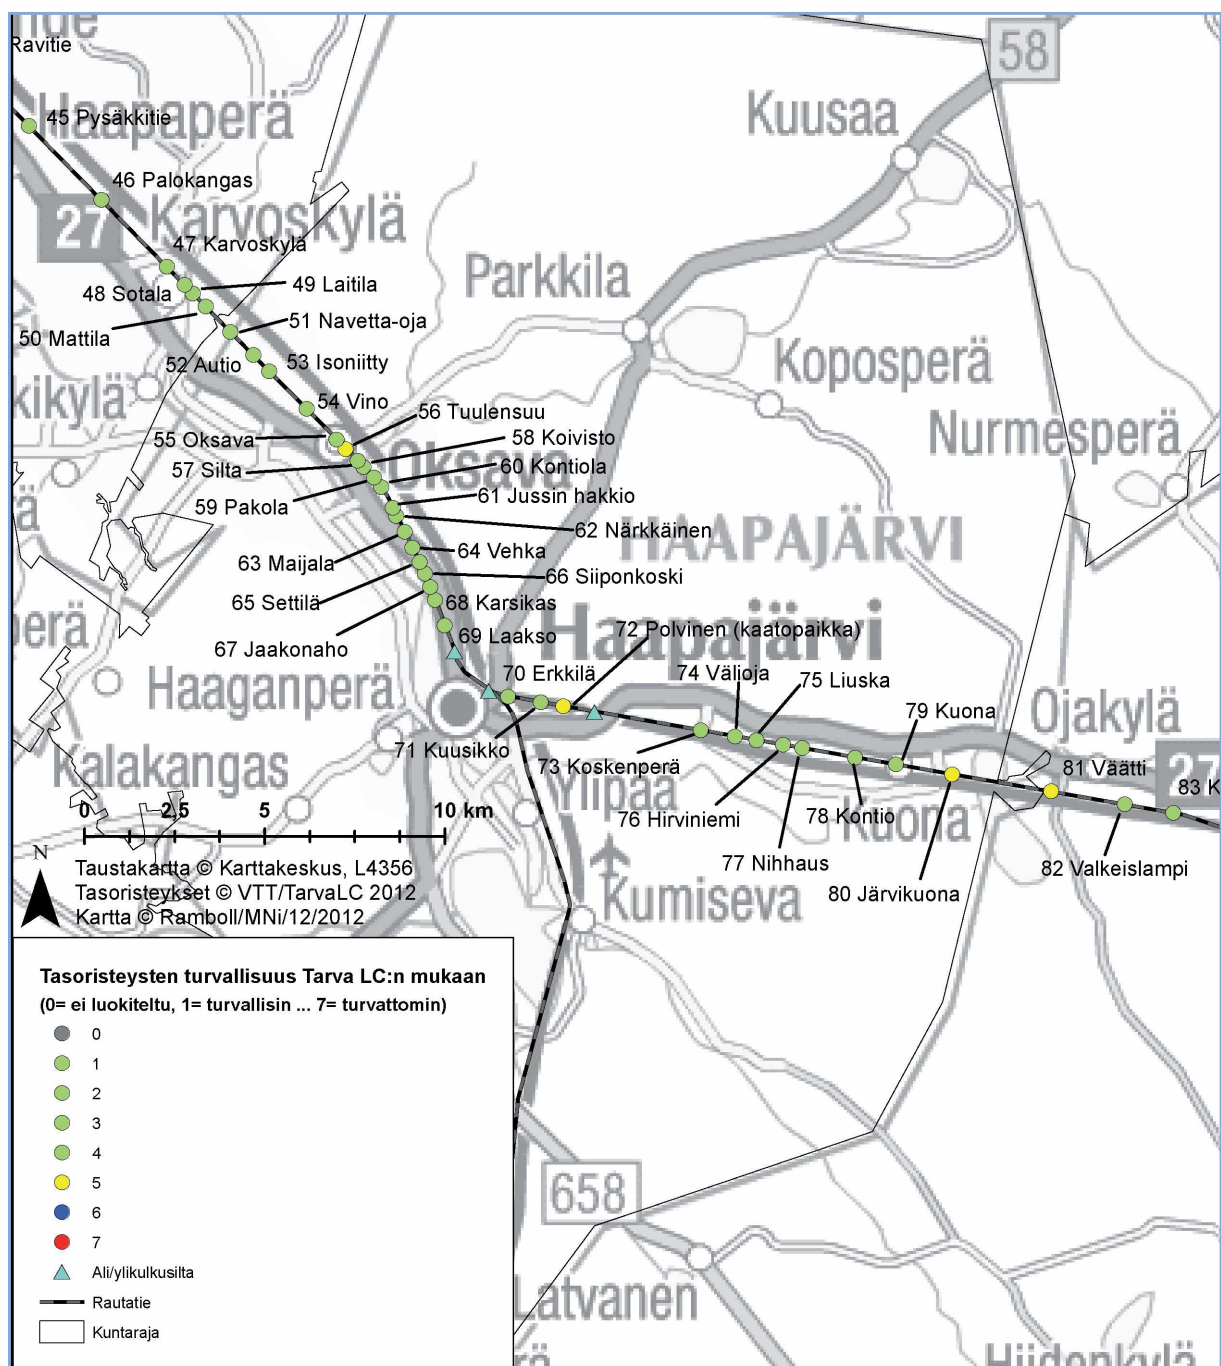 Ravitie
58
Kuusaa
45 Pysäkkitie
Haapaperä
46 Palokangas
27
Karvoskylä
47 Karvoskylä
Parkkila
49 Laitila
48 Sotala
51 Navetta-oja
50 Mattila
52 Autio
53 Isoniitty
Koposperä
kikylä
54 Vino
56 Tuulensuu
55 Oksava
58 Koivisto
Nurmesperä
57 Silta
Oksava
60 Kontiola
59 Pakola
61 Jussin hakkio
62 Närkkäinen
HAAPAJÄRVI
63 Maijala
64 Vehka
66 Siiponkoski
65 Settilä
68 Karsikas
perä
67 Jaakonaho
69 Laakso
Haapajärvi
72 Polvinen (kaatopaikka)
70 Erkkilä
74 Välioja
75 Liuska
Haaganperä
79 Kuona
Ojakylä
71 Kuusikko
73 Koskenperä
81 Väätti
27
83 K
Kalakangas
Ylipää
76 Hirviniemi
78 Kontio
Kuona
77 Nihhaus
82 Valkeislampi
80 Järvikuona
Kumiseva
0 2,5 5 10 km
N
Taustakartta © Karttakeskus, L4356
Tasoristeykset © VTT/TarvaLC 2012
Kartta © Ramboll/MNi/12/2012
Tasoristeysten turvallisuus Tarva LC:n mukaan
(0= ei luokiteltu, 1= turvallisin ... 7= turvattomin)
0
1
2
3
4
5
6
7
Ali/ylikulkusilta
Rautatie
Kuntaraja
658
Latvanen